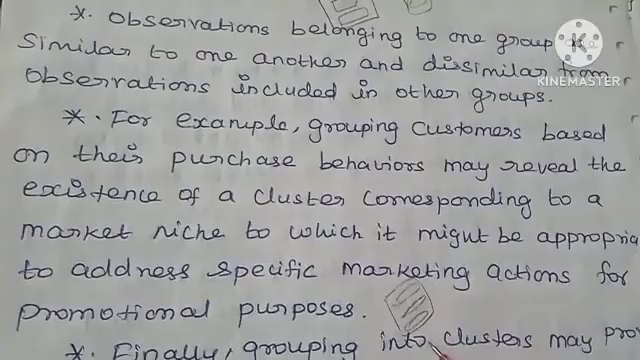 *. Observations belonging to one group
K
similar to one another and dissimilar from
KINEMASTER
observations included in other groups.
*. For example, grouping customers based
on their purchase behaviors may reveal the
existence of a cluster corresponding to a
market niche to which it might be appropria
to address specific marketing actions for
promotional purposes.
*. Finally, grouping into clusters may pro